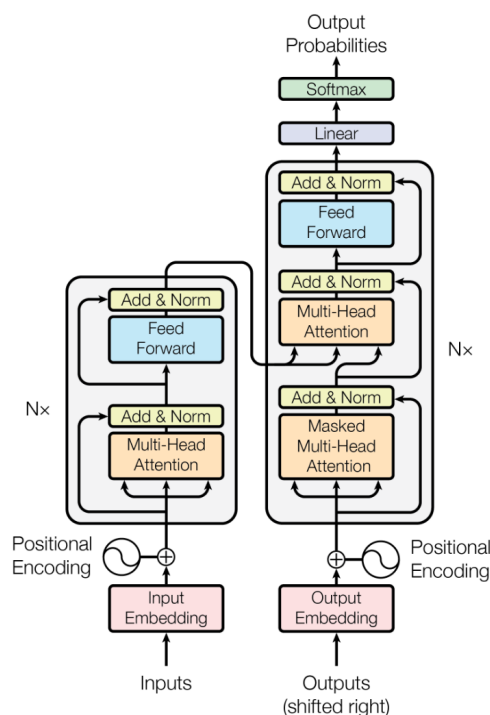 Output
Probabilities
Softmax
Linear
Add & Norm
Feed
Forward
Add & Norm
Multi-Head
Attention
Add & Norm
Masked
Multi-Head
Attention
N×
Add & Norm
Feed
Forward
Add & Norm
Multi-Head
Attention
N×
Positional
Encoding
Positional
Encoding
Input
Embedding
Output
Embedding
Inputs
Outputs
(shifted right)